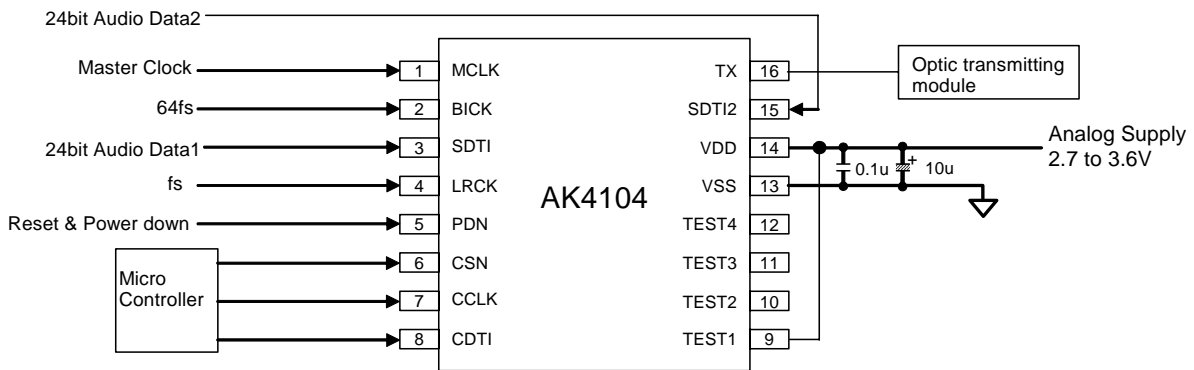 24bit Audio Data2
Master Clock
1
MCLK
TX
16
Optic transmitting
module
64fs
2
BICK
SDTI2
15
24bit Audio Data1
3
SDTI
VDD
14
Analog Supply
2.7 to 3.6V
0.1u
+
10u
fs
4
LRCK
AK4104
VSS
13
Reset & Power down
5
PDN
TEST4
12
Micro
Controller
6
CSN
TEST3
11
7
CCLK
TEST2
10
8
CDTI
TEST1
9